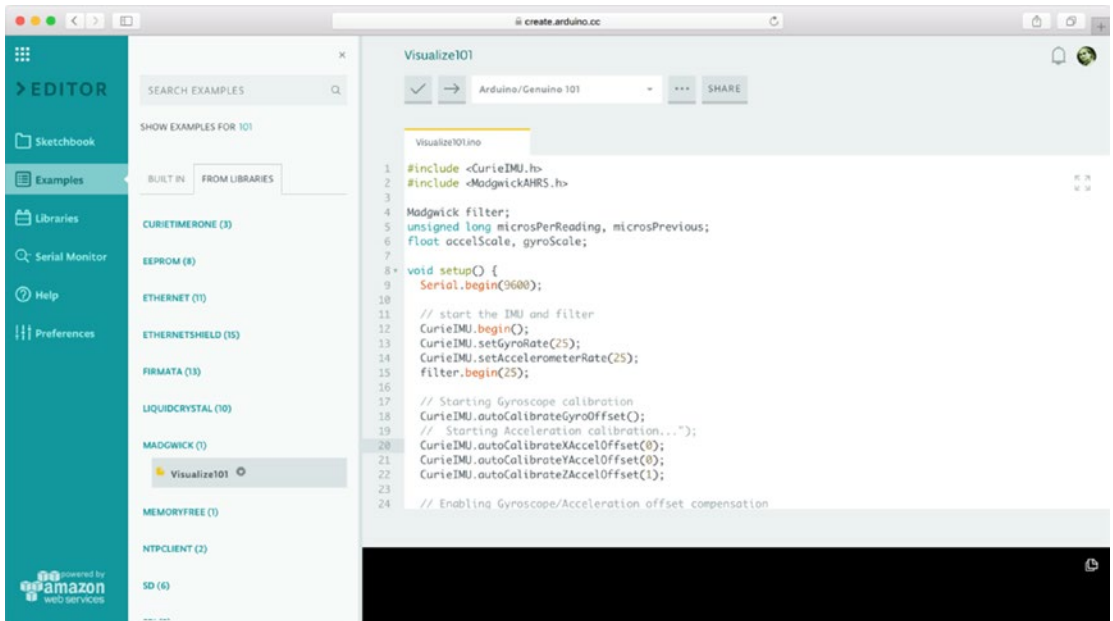 create.arduino.cc
>EDITOR
Sketchbook
Examples
Libraries
Serial Monitor
Help
Preferences
powered by
amazon
web services
×
SEARCH EXAMPLES
SHOW EXAMPLES FOR 101
BUILT IN FROM LIBRARIES
CURIETIMERONE (3)
EEPROM (8)
ETHERNET (11)
ETHERNETSHIELD (15)
FIRMATA (13)
LIQUIDCRYSTAL (10)
MADGWICK (1)
Visualize101
MEMORYFREE (1)
NTPCLIENT (2)
SD (6)
Visualize101
Arduino/Genuino 101 ••• SHARE
Visualize101.ino
1 #include <CurieIMU.h>
2 #include <MadgwickAHRS.h>
3
4 Madgwick filter;
5 unsigned long microsPerReading, microsPrevious;
6 float accelScale, gyroScale;
7
8 void setup() {
9 Serial.begin(9600);
10
11 // start the IMU and filter
12 CurieIMU.begin();
13 CurieIMU.setGyroRate(25);
14 CurieIMU.setAccelerometerRate(25);
15 filter.begin(25);
16
17 // Starting Gyroscope calibration
18 CurieIMU.autoCalibrateGyroOffset();
19 // Starting Acceleration calibration...");
20 CurieIMU.autoCalibrateXAccelOffset(0);
21 CurieIMU.autoCalibrateYAccelOffset(0);
22 CurieIMU.autoCalibrateZAccelOffset(1);
23
24 // Enabling Gyroscope/Acceleration offset compensation